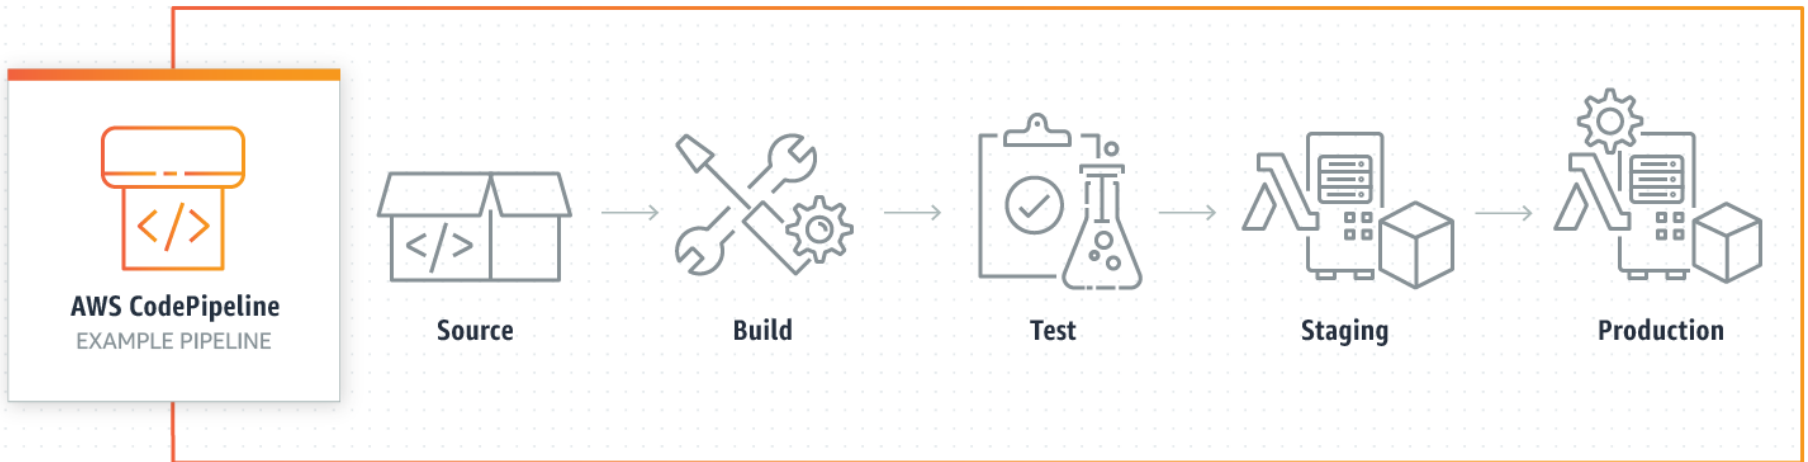 AWS CodePipeline
EXAMPLE PIPELINE
Source
Build
Test
Staging
Production